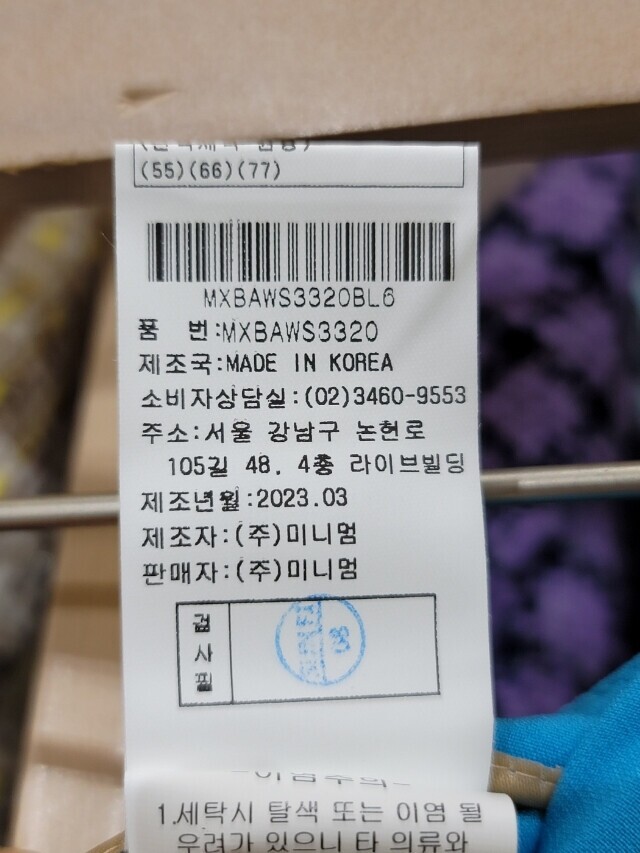 (55)(66)(77)
MXBAWS3320BL6
품 번:MXBAWS3320
제조국:MADE IN KOREA
소비자상담실:(02)3460-9553
주소:서울 강남구 논현로
105길 48. 4층 라이브빌딩
제조년월:2023.03
제조자:(주)미니멈
판매자:(주)미니멈
검
사
필
1.세탁시 탈색 또는 이염 될
우려가 있으니 타 의류와